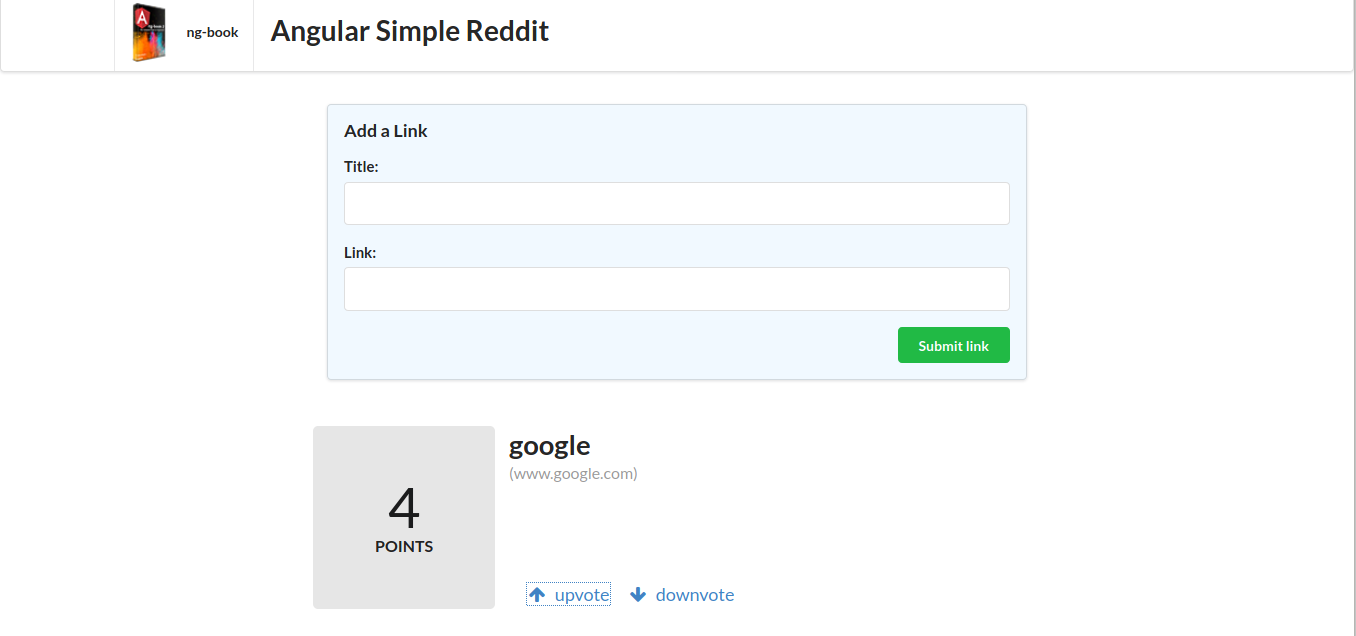 ng-book
Angular Simple Reddit
Add a Link
Title:
Link:
Submit link
google
(www.google.com)
4
POINTS
upvote
downvote